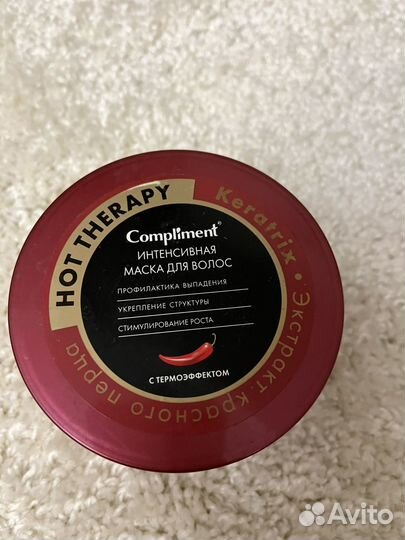 HOT THERAPY
Keratrix • Экстракт красного перца
Compliment®
ИНТЕНСИВНАЯ
МАСКА ДЛЯ ВОЛОС
ПРОФИЛАКТИКА ВЫПАДЕНИЯ
УКРЕПЛЕНИЕ СТРУКТУРЫ
СТИМУЛИРОВАНИЕ РОСТА
С ТЕРМОЭФФЕКТОМ
Avito